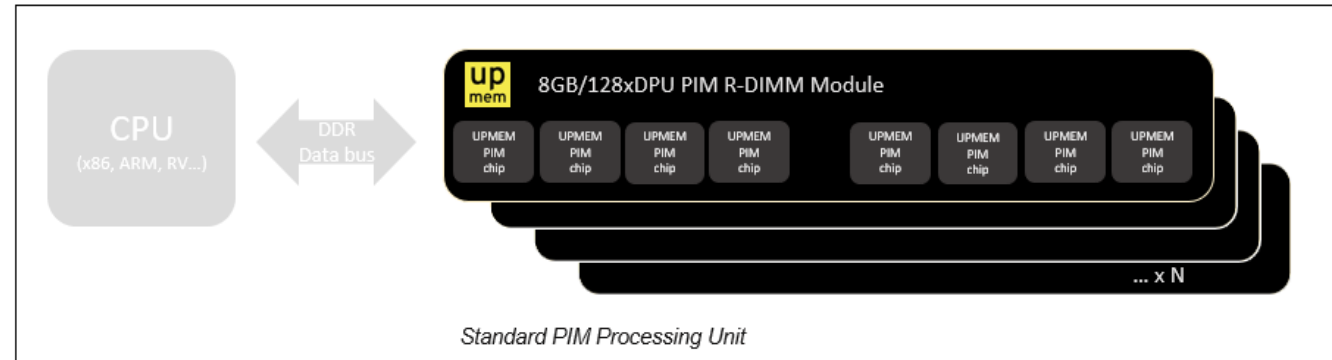 CPU
(x86, ARM, RV...)
DDR
Data bus
up
mem
8GB/128xDPU PIM R-DIMM Module
UPMEM
PIM
chip
UPMEM
PIM
chip
UPMEM
PIM
chip
UPMEM
PIM
chip
UPMEM
PIM
chip
UPMEM
PIM
chip
UPMEM
PIM
chip
UPMEM
PIM
chip
... x N
Standard PIM Processing Unit